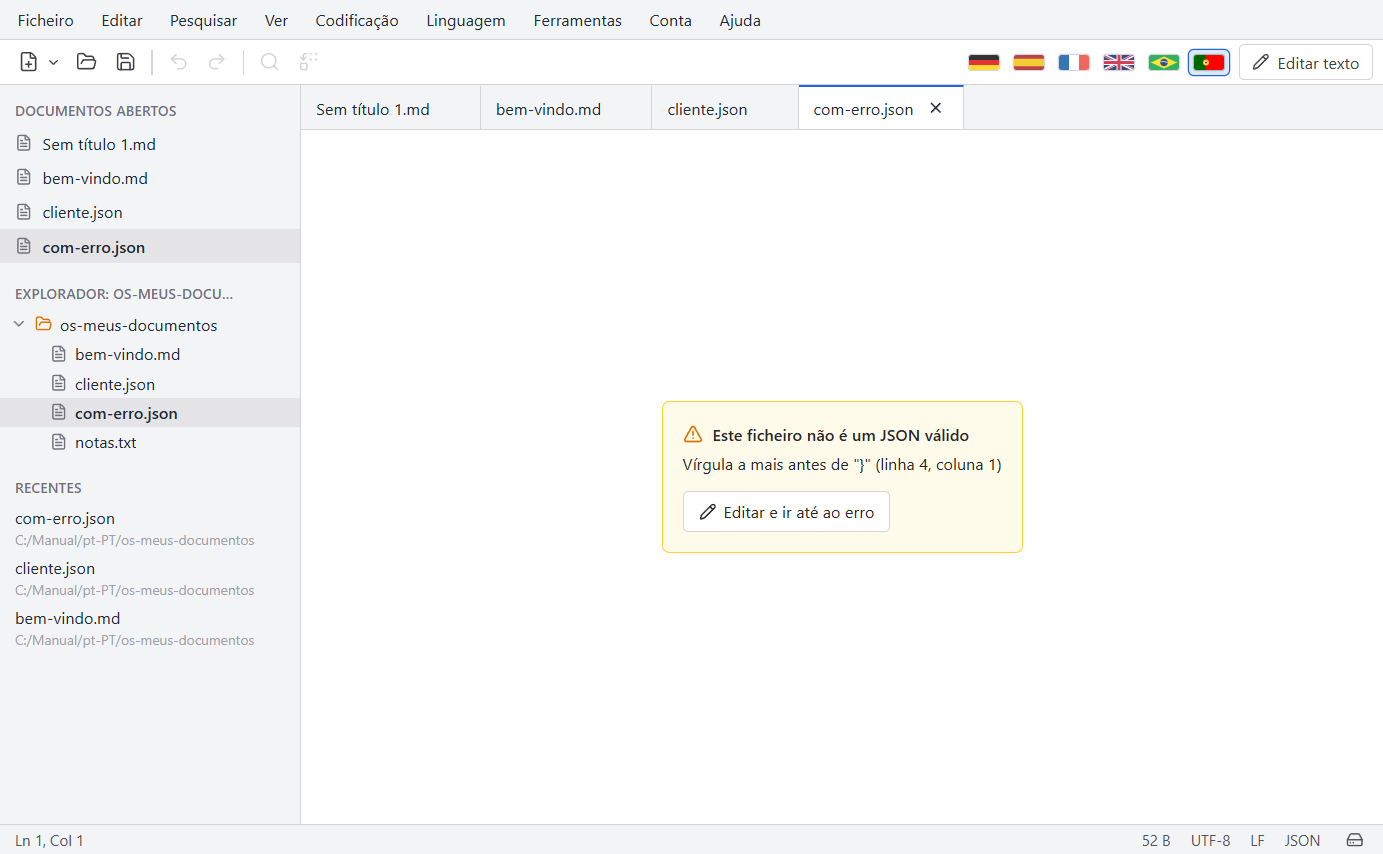 Ficheiro Editar Pesquisar Ver Codificação Linguagem Ferramentas Conta Ajuda
Editar texto
DOCUMENTOS ABERTOS
Sem título 1.md
bem-vindo.md
cliente.json
com-erro.json
EXPLORADOR: OS-MEUS-DOCU...
os-meus-documentos
bem-vindo.md
cliente.json
com-erro.json
notas.txt
RECENTES
com-erro.json
C:/Manual/pt-PT/os-meus-documentos
cliente.json
C:/Manual/pt-PT/os-meus-documentos
bem-vindo.md
C:/Manual/pt-PT/os-meus-documentos
Sem título 1.md bem-vindo.md cliente.json com-erro.json
Este ficheiro não é um JSON válido
Vírgula a mais antes de "}" (linha 4, coluna 1)
Editar e ir até ao erro
Ln 1, Col 1
52 B UTF-8 LF JSON